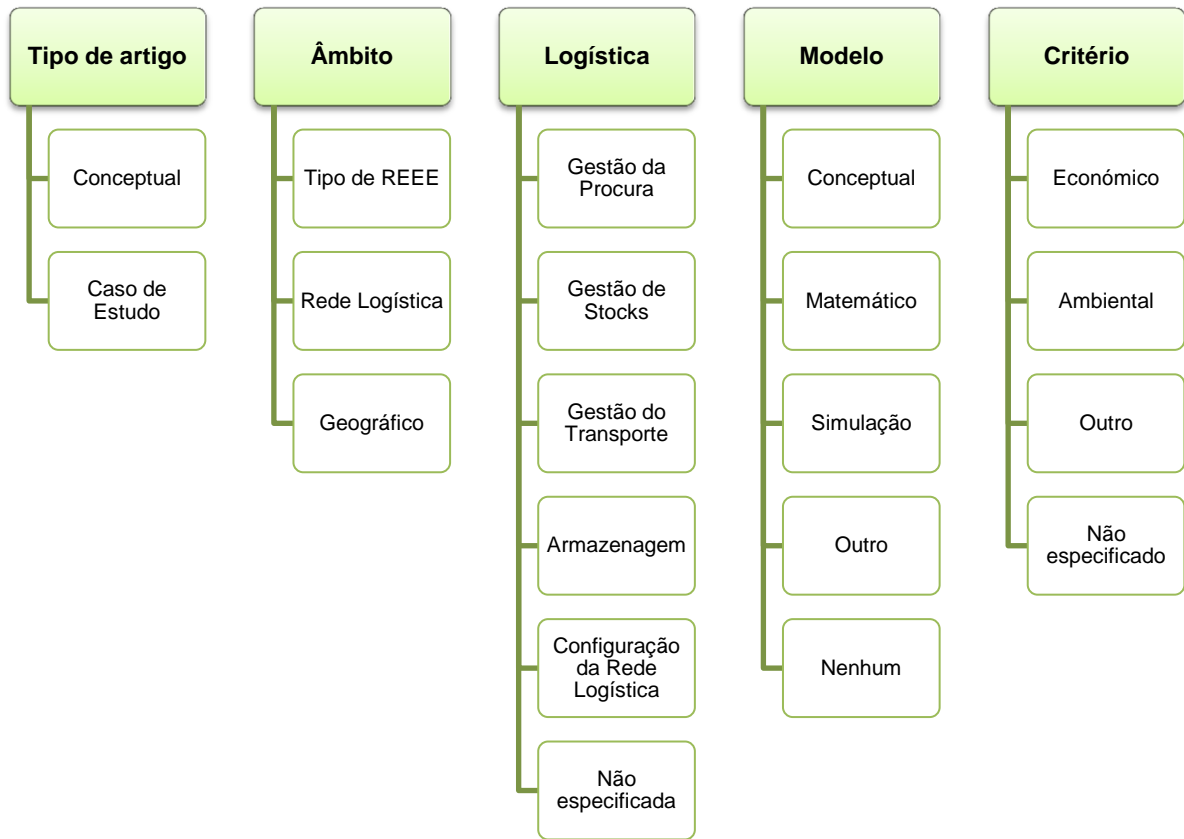 Tipo de artigo
Conceptual
Caso de
Estudo
Âmbito
Tipo de REEE
Rede Logística
Geográfico
Logística
Gestão da
Procura
Gestão de
Stocks
Gestão do
Transporte
Armazenagem
Configuração
da Rede
Logística
Não
especificada
Modelo
Conceptual
Matemático
Simulação
Outro
Nenhum
Critério
Económico
Ambiental
Outro
Não
especificado